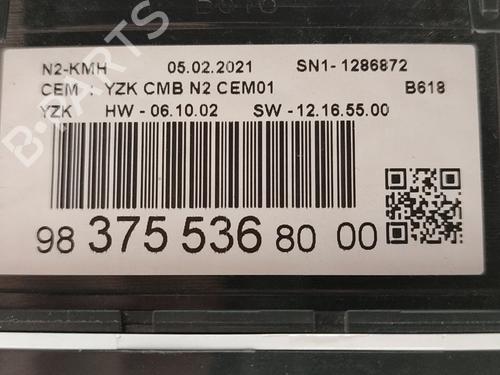 N2-KMH 05.02.2021 SN1- 1286872
CEM : YZK CMB N2 CEM01 B618
YZK HW - 06.10.02 SW - 12.16.55.00
98 375 536 80 00
B-PARTS